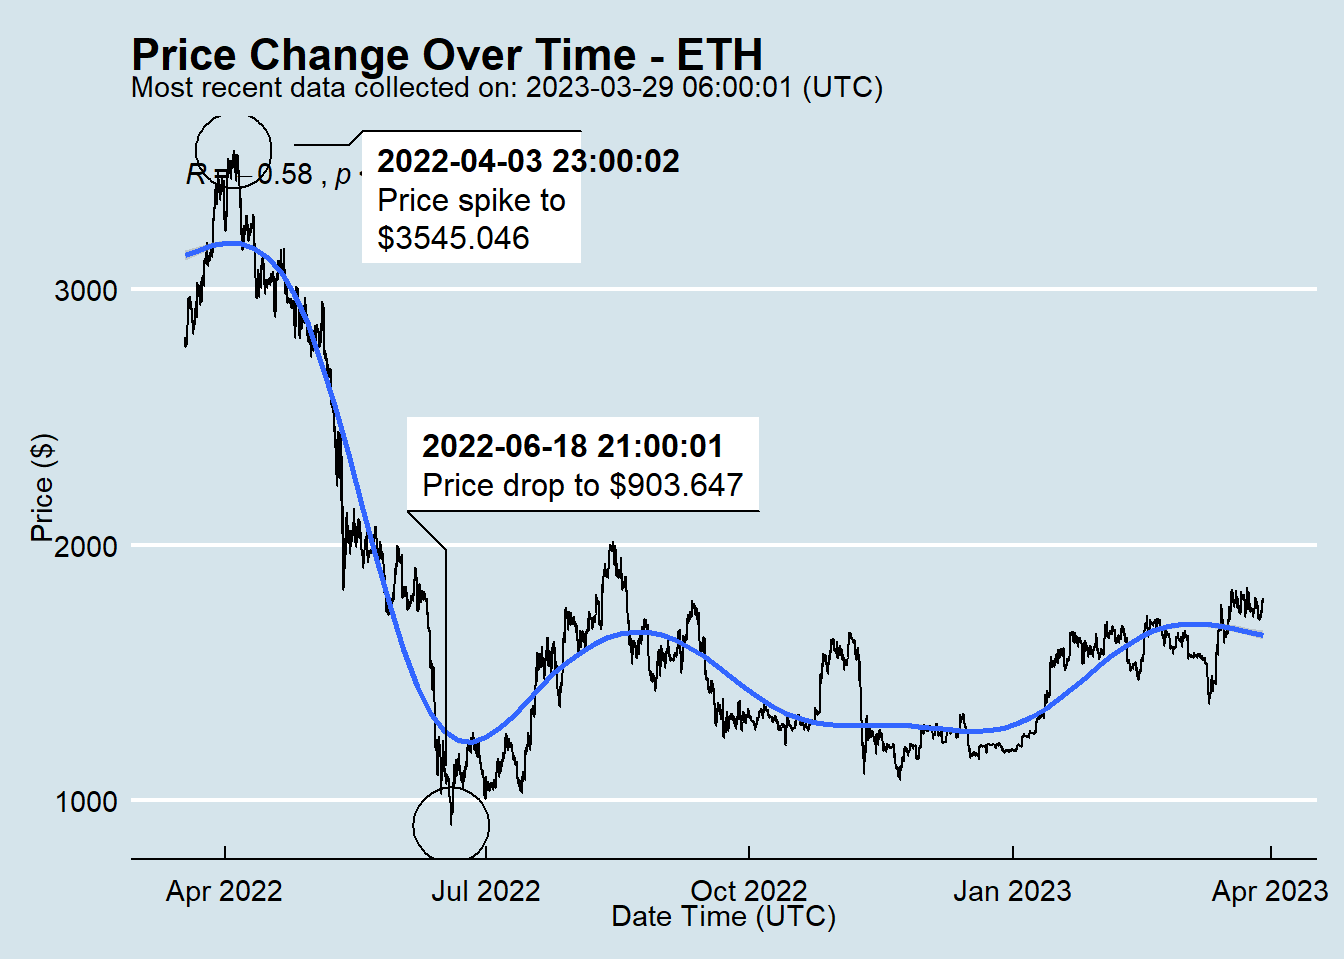 Price Change Over Time - ETH
Most recent data collected on: 2023-03-29 06:00:01 (UTC)
2022-04-03 23:00:02
Price spike to
$3545.046
R = −0.58 , p
3000
2022-06-18 21:00:01
Price drop to $903.647
Price ($)
2000
1000
Apr 2022 Jul 2022 Oct 2022 Jan 2023 Apr 2023
Date Time (UTC)